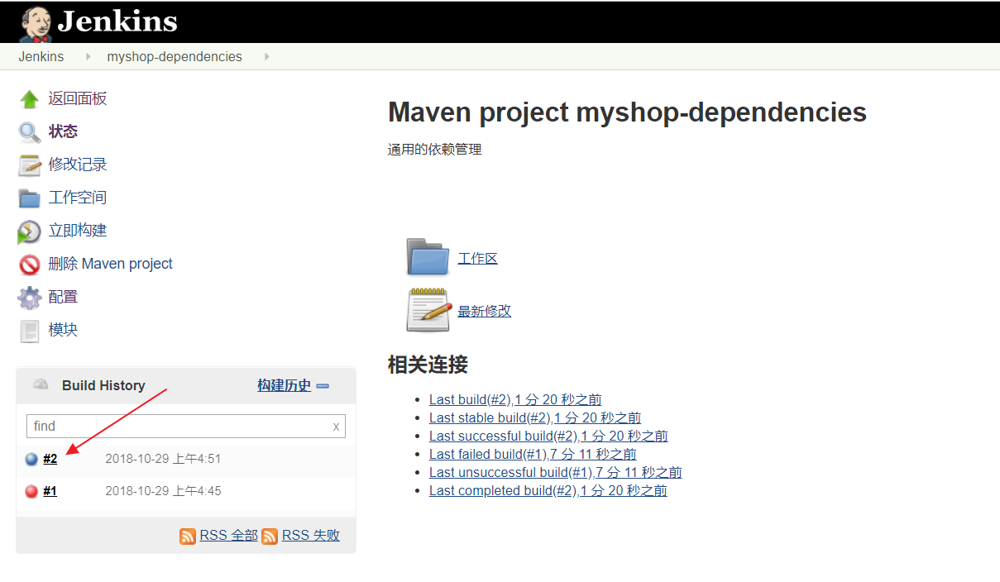 Jenkins
Jenkins myshop-dependencies
返回面板
状态
修改记录
工作空间
立即构建
删除 Maven project
配置
模块
Build History 构建历史
find x
#2 2018-10-29 上午4:51
#1 2018-10-29 上午4:45
RSS 全部 RSS 失败
Maven project myshop-dependencies
通用的依赖管理
工作区
最新修改
相关连接
Last build(#2),1 分 20 秒之前
Last stable build(#2),1 分 20 秒之前
Last successful build(#2),1 分 20 秒之前
Last failed build(#1),7 分 11 秒之前
Last unsuccessful build(#1),7 分 11 秒之前
Last completed build(#2),1 分 20 秒之前